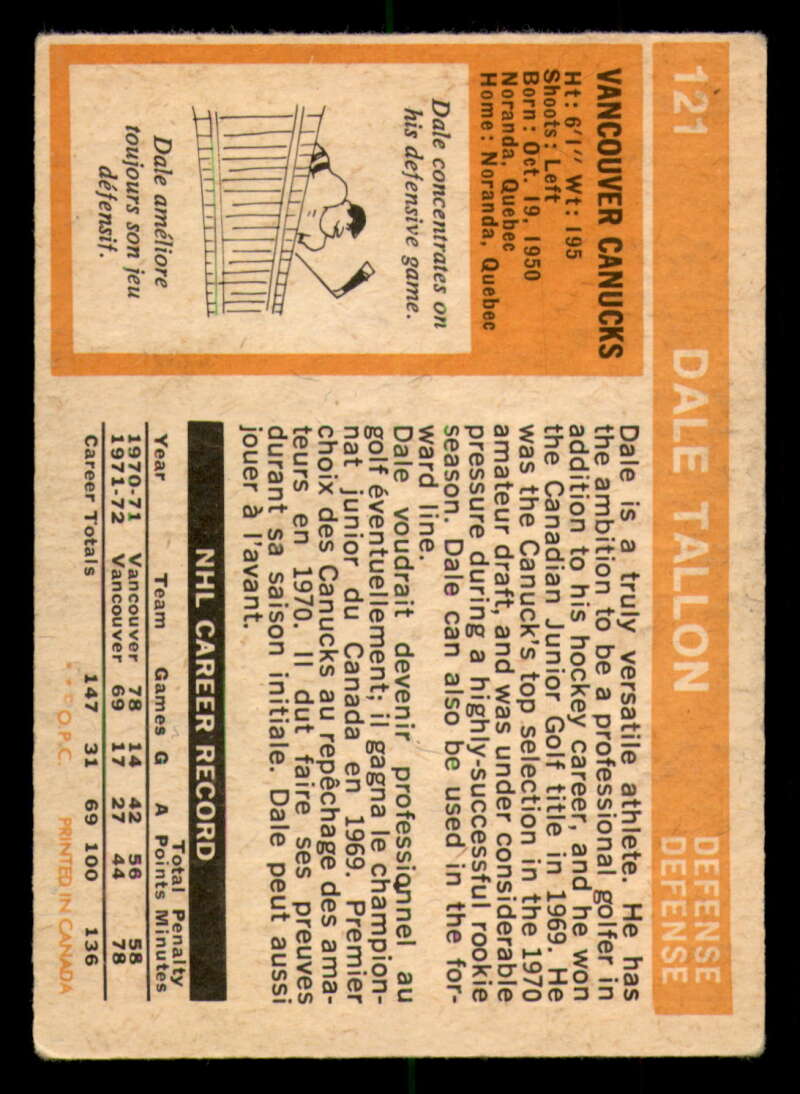 121 DALE TALLON DEFENSE
DEFENSE
VANCOUVER CANUCKS
Ht: 6'1" Wt: 195
Shoots: Left
Born: Oct. 19, 1950
Noranda, Quebec
Home: Noranda, Quebec
Dale concentrates on
his defensive game.
Dale améliore
toujours son jeu
défensif.
Dale is a truly versatile athlete. He has
the ambition to be a professional golfer in
addition to his hockey career, and he won
the Canadian Junior Golf title in 1969. He
was the Canuck's top selection in the 1970
amateur draft, and was under considerable
pressure during a highly-successful rookie
season. Dale can also be used in the for-
ward line.
Dale voudrait devenir professionnel au
golf éventuellement; il gagna le champion-
nat junior du Canada en 1969. Premier
choix des Canucks au repêchage des ama-
teurs en 1970. Il dut faire ses preuves
durant sa saison initiale. Dale peut aussi
jouer à l'avant.
NHL CAREER RECORD
Total Penalty
Year Team Games G A Points Minutes
1970-71 Vancouver 78 14 42 56 58
1971-72 Vancouver 69 17 27 44 78
Career Totals 147 31 69 100 136
* * © O.P.C. PRINTED IN CANADA